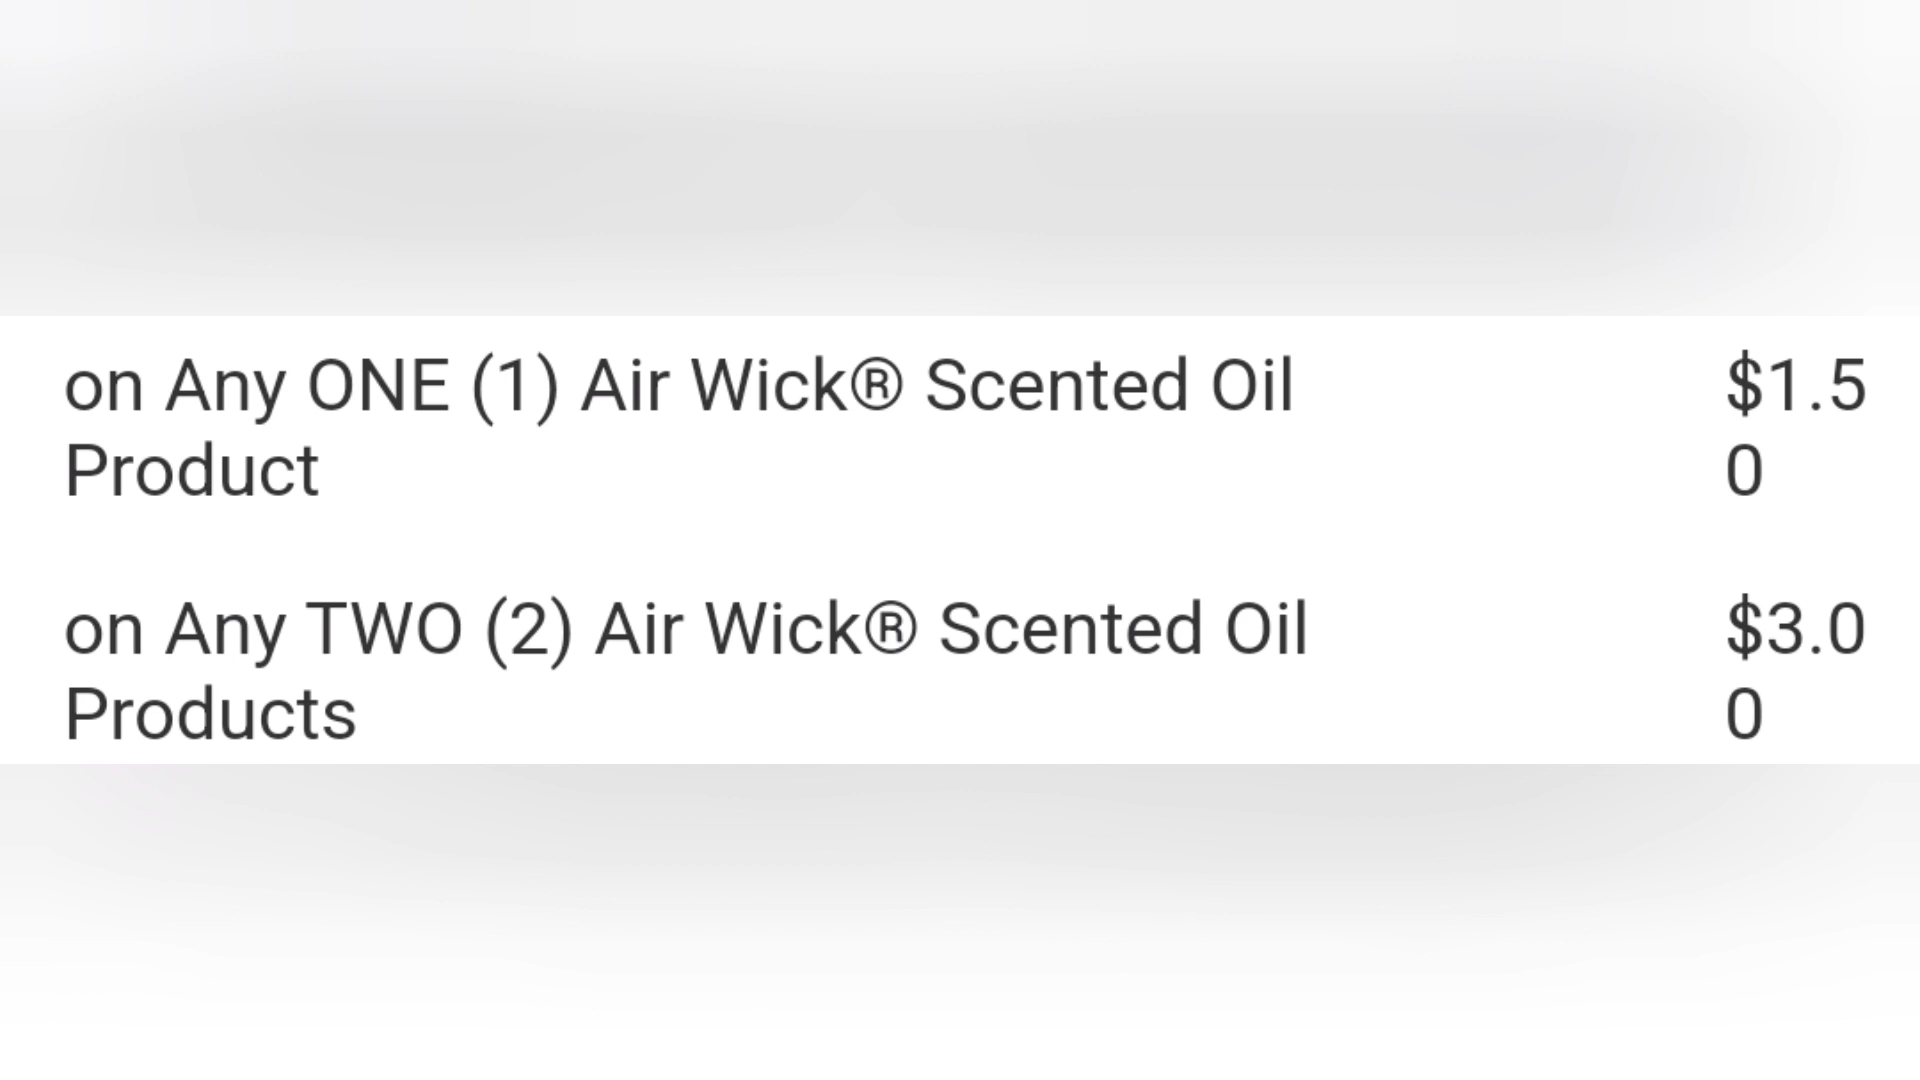 on Any ONE (1) Air Wick® Scented Oil $1.5
Product 0
on Any TWO (2) Air Wick® Scented Oil $3.0
Products 0